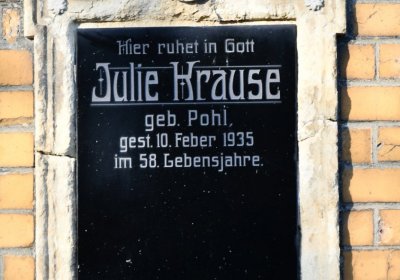 Hier ruhet in Gott
Julie Krause
geb. Pohl,
gest. 10. Feber 1935
im 58. Lebensjahre.